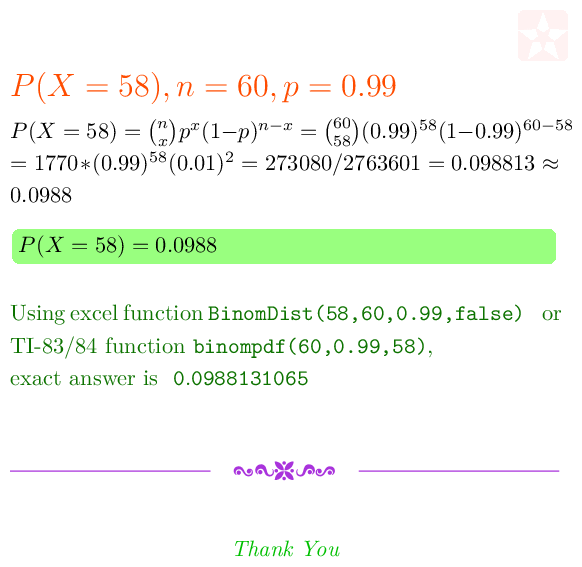 P(X = 58), n = 60, p = 0.99
P(X = 58) = \binom{n}{x} p^x (1−p)^{n−x} = \binom{60}{58} (0.99)^{58} (1−0.99)^{60−58}
= 1770*(0.99)^{58}(0.01)^2 = 273080/2763601 = 0.098813 ≈
0.0988
P(X = 58) = 0.0988
Using excel function BinomDist(58,60,0.99,false) or
TI-83/84 function binompdf(60,0.99,58),
exact answer is 0.0988131065
Thank You